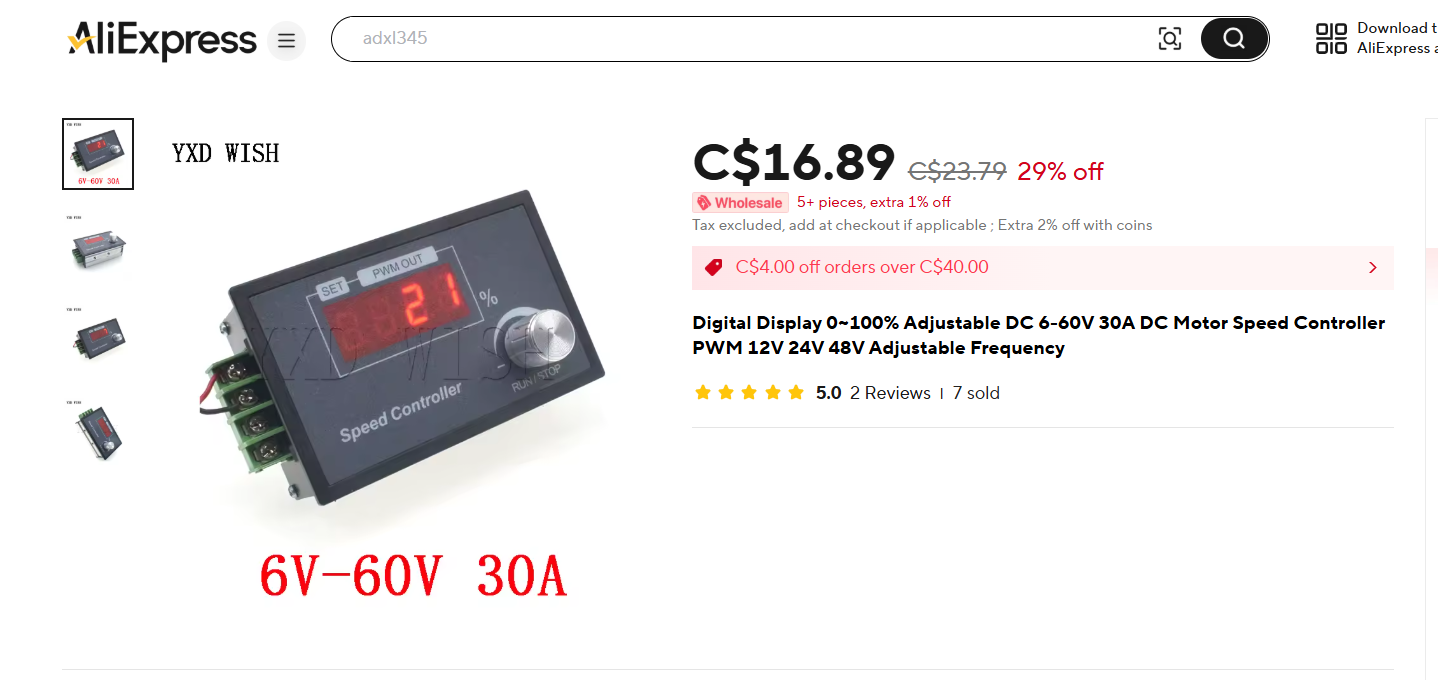 AliExpress
adxl345
Download t
AliExpress a
YXD WISH
C$16.89 C$23.79 29% off
Wholesale 5+ pieces, extra 1% off
Tax excluded, add at checkout if applicable ; Extra 2% off with coins
C$4.00 off orders over C$40.00
Digital Display 0~100% Adjustable DC 6-60V 30A DC Motor Speed Controller
PWM 12V 24V 48V Adjustable Frequency
5.0 2 Reviews | 7 sold
SET PWM OUT
21 %
YXD WISH
RUN/STOP
Speed Controller
6V-60V 30A
6V-60V 30A